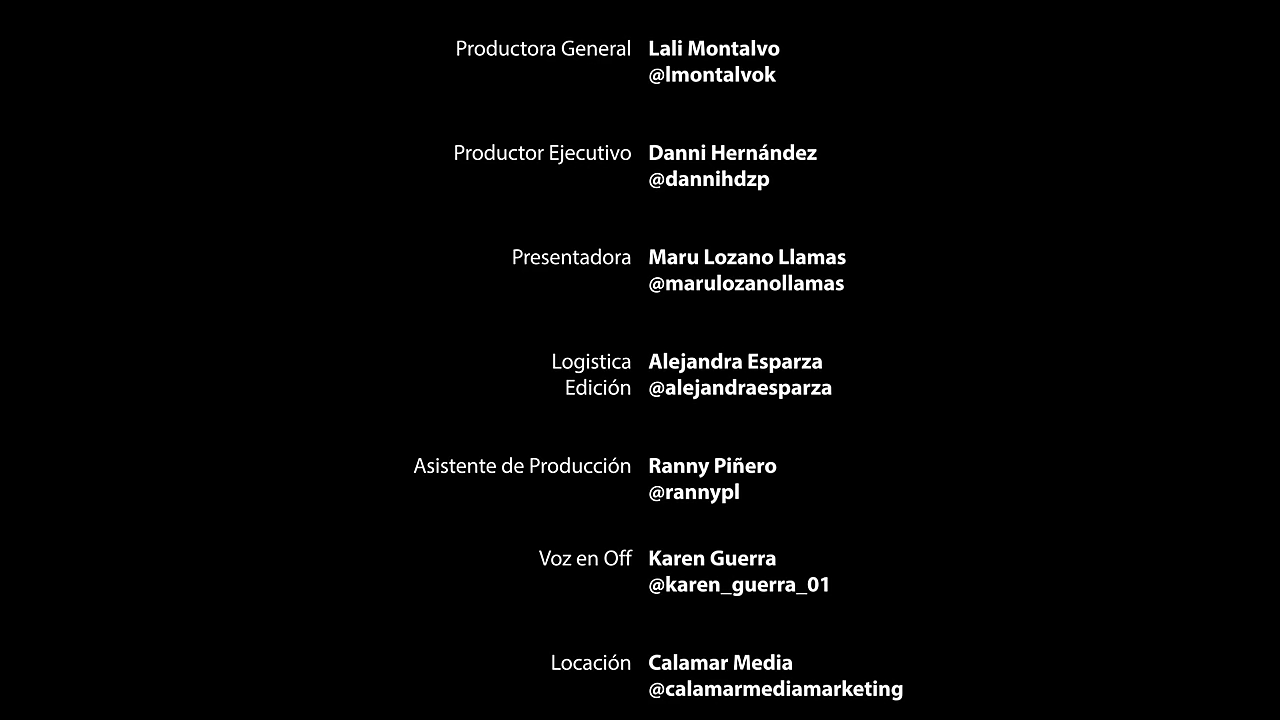 Productora General Lali Montalvo
@lmontalvok
Productor Ejecutivo Danni Hernández
@dannihdzp
Presentadora Maru Lozano Llamas
@marulozanollamas
Logistica Alejandra Esparza
Edición @alejandraesparza
Asistente de Producción Ranny Piñero
@rannypl
Voz en Off Karen Guerra
@karen_guerra_01
Locación Calamar Media
@calamarmediamarketing